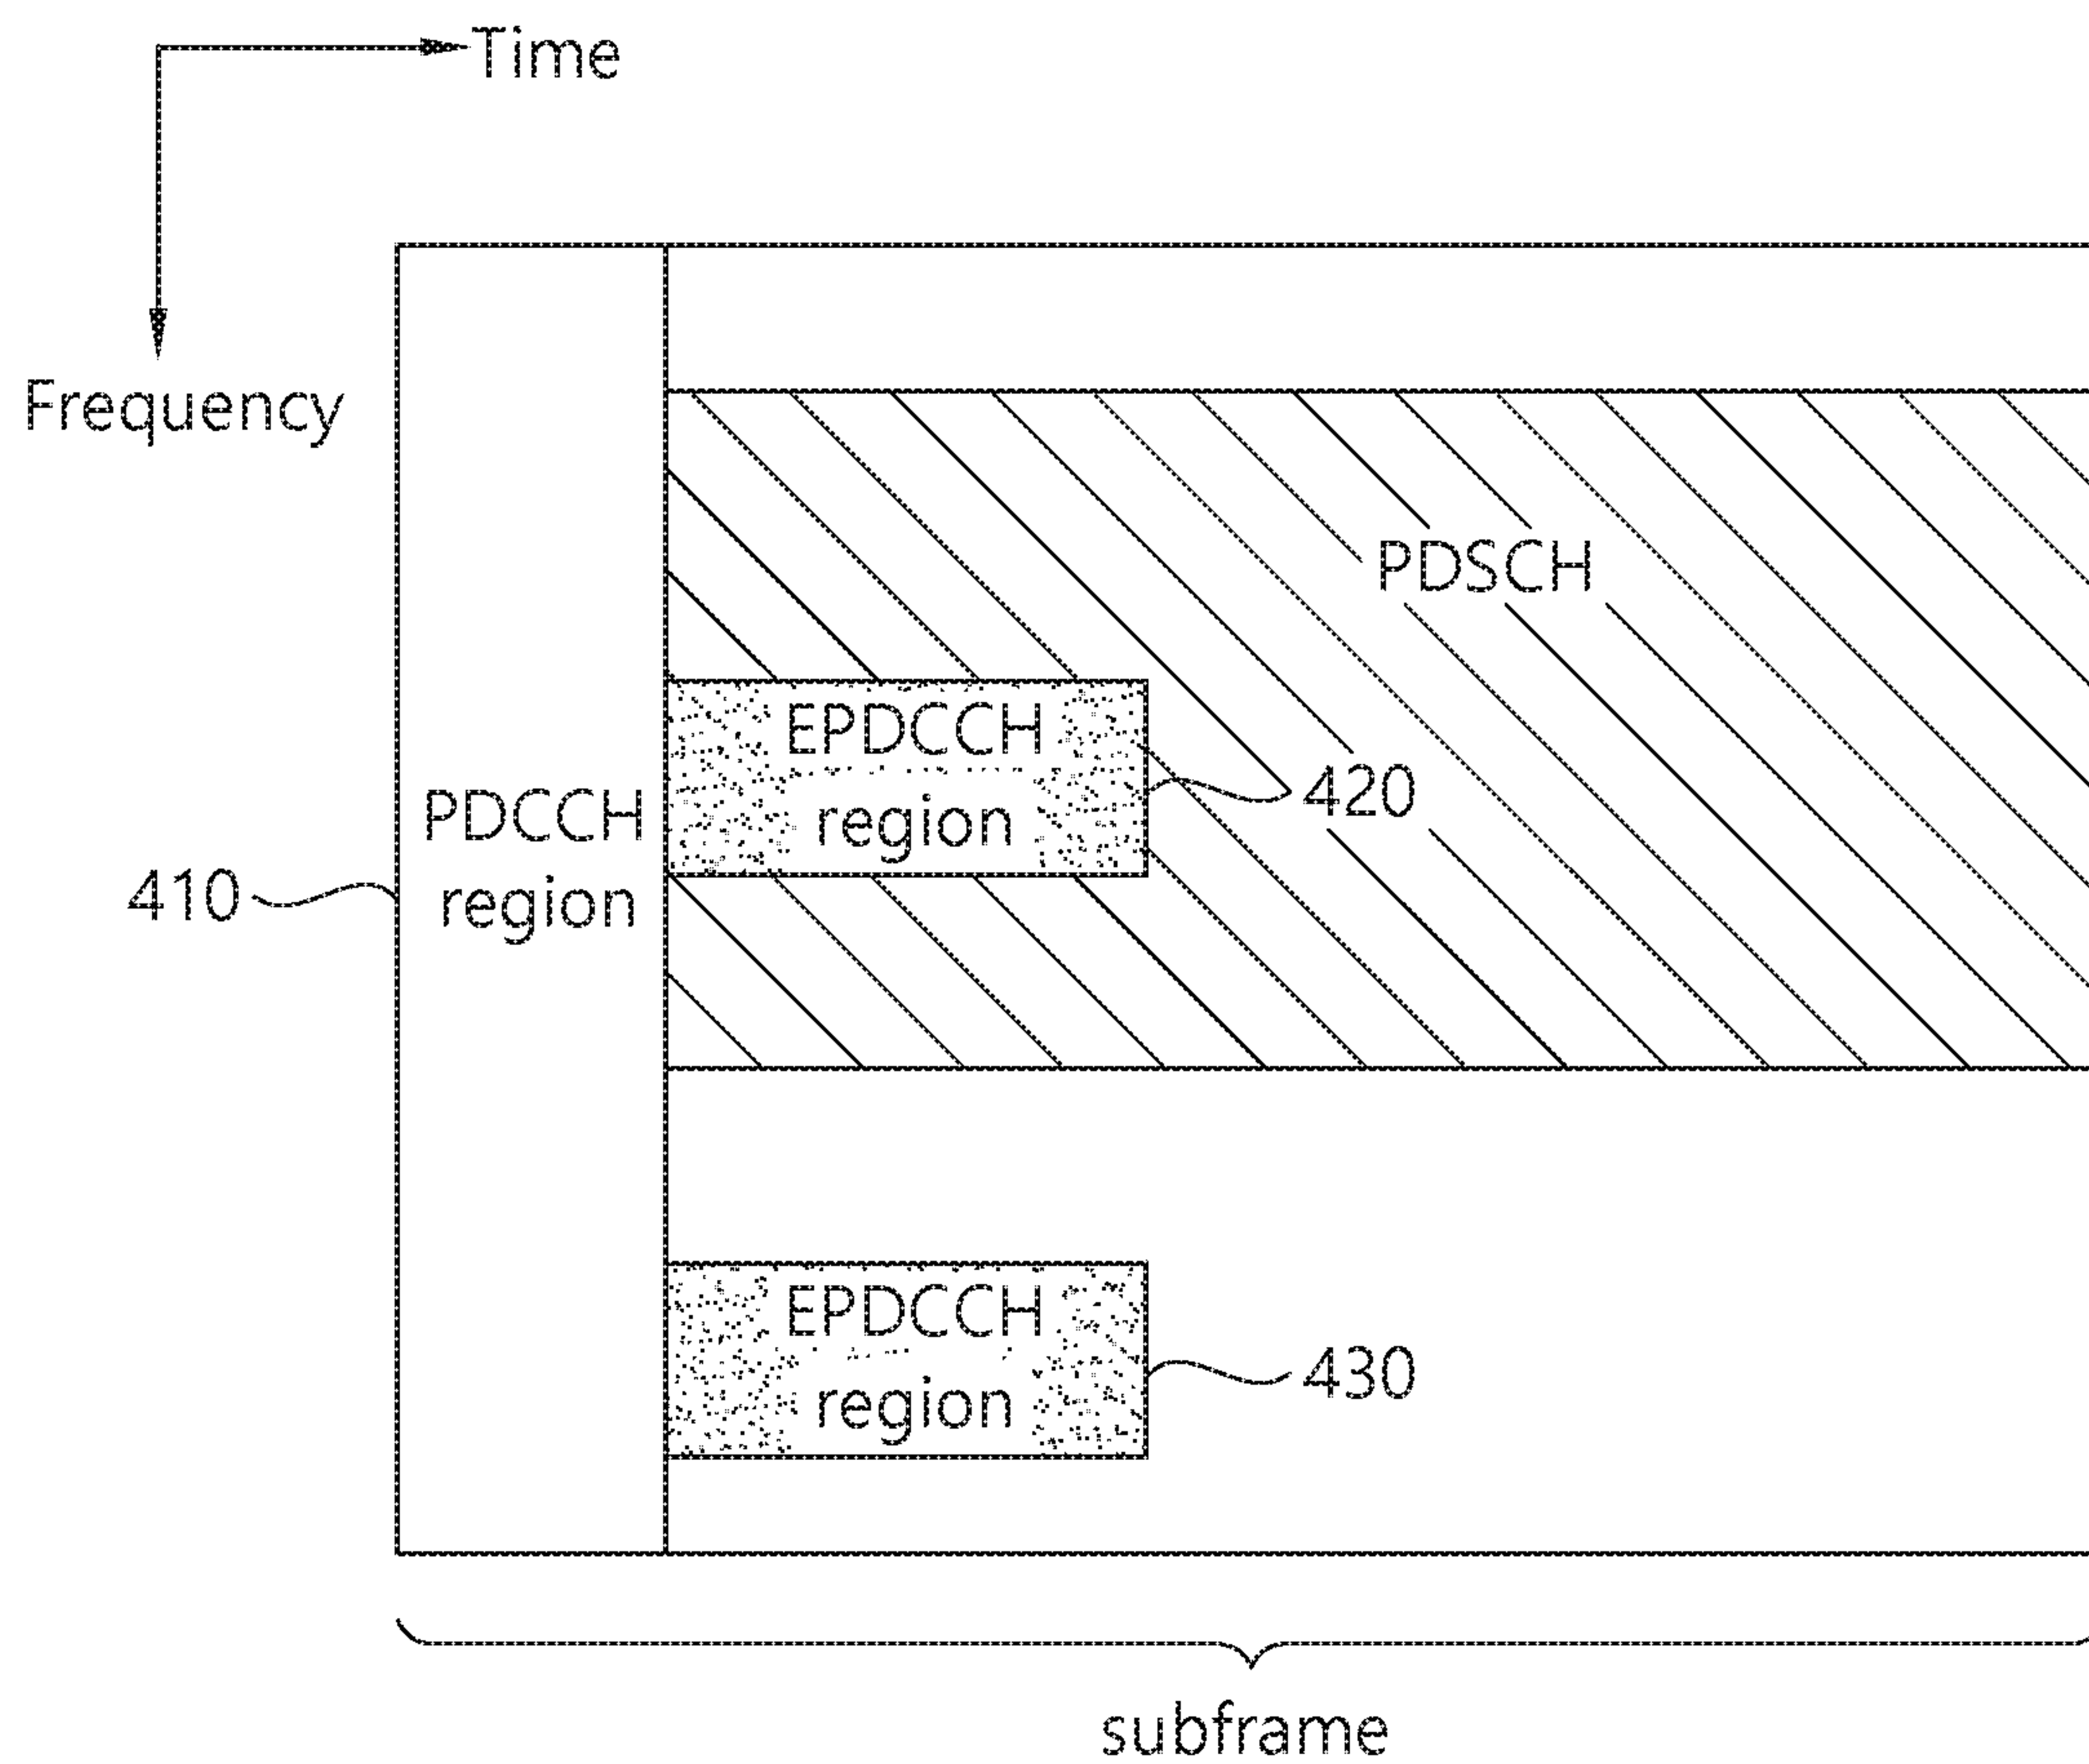 Time
Frequency
PDSCH
EPDCCH
region
420
PDCCH
region
410
EPDCCH
region
430
subframe